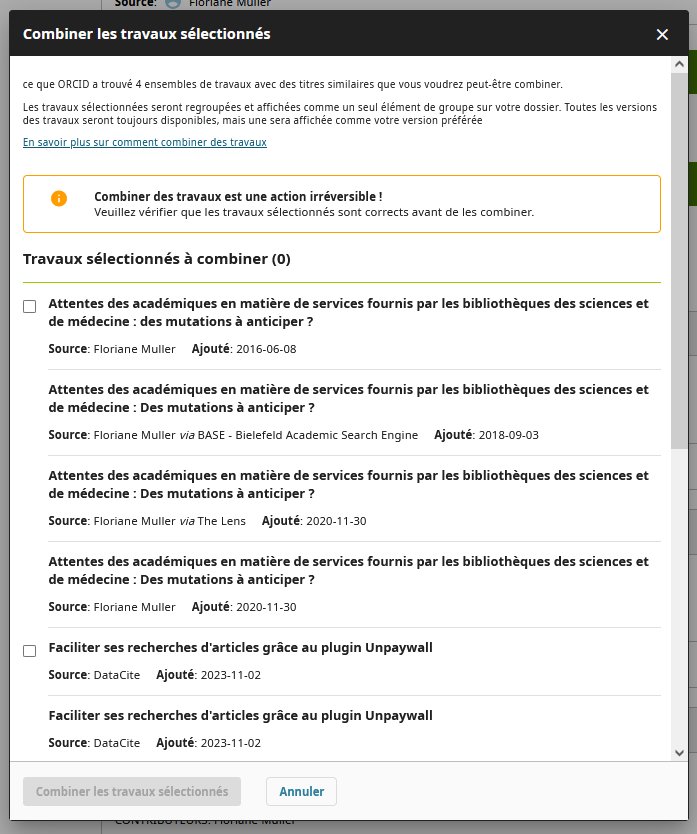 Source: Floriane Muller
Combiner les travaux sélectionnés
ce que ORCID a trouvé 4 ensembles de travaux avec des titres similaires que vous voudrez peut-être combiner.
Les travaux sélectionnées seront regroupées et affichées comme un seul élément de groupe sur votre dossier. Toutes les versions
des travaux seront toujours disponibles, mais une sera affichée comme votre version préférée
En savoir plus sur comment combiner des travaux
Combiner des travaux est une action irréversible !
Veuillez vérifier que les travaux sélectionnés sont corrects avant de les combiner.
Travaux sélectionnés à combiner (0)
Attentes des académiques en matière de services fournis par les bibliothèques des sciences et
de médecine : des mutations à anticiper ?
Source: Floriane Muller Ajouté: 2016-06-08
Attentes des académiques en matière de services fournis par les bibliothèques des sciences et
de médecine : Des mutations à anticiper ?
Source: Floriane Muller via BASE - Bielefeld Academic Search Engine Ajouté: 2018-09-03
Attentes des académiques en matière de services fournis par les bibliothèques des sciences et
de médecine : Des mutations à anticiper ?
Source: Floriane Muller via The Lens Ajouté: 2020-11-30
Attentes des académiques en matière de services fournis par les bibliothèques des sciences et
de médecine : Des mutations à anticiper ?
Source: Floriane Muller Ajouté: 2020-11-30
Faciliter ses recherches d'articles grâce au plugin Unpaywall
Source: DataCite Ajouté: 2023-11-02
Faciliter ses recherches d'articles grâce au plugin Unpaywall
Source: DataCite Ajouté: 2023-11-02
Combiner les travaux sélectionnés Annuler
CONTRIBUTEURS: Floriane Muller